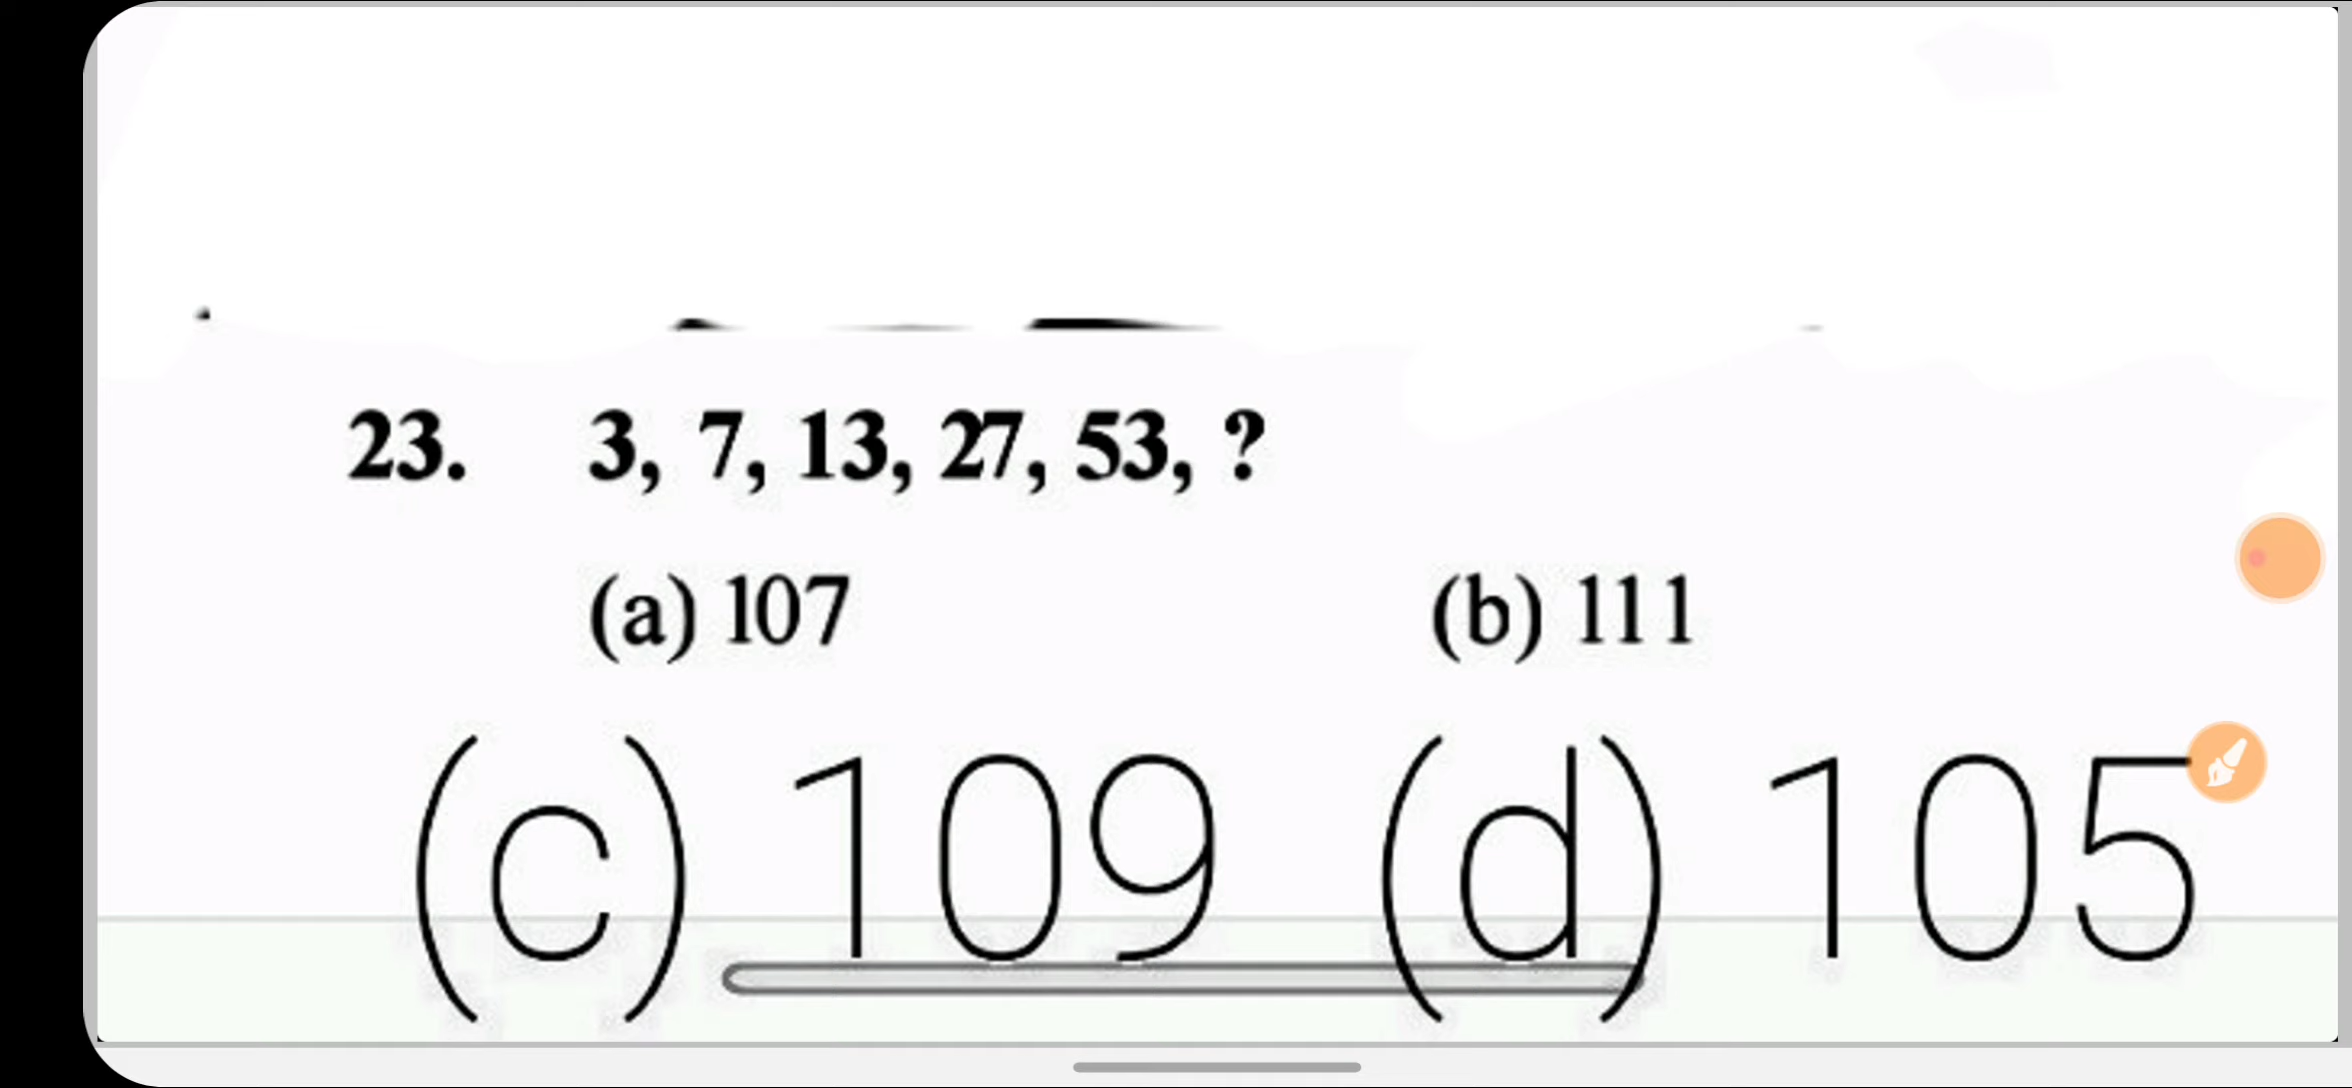 23. 3, 7, 13, 27, 53, ?
(a) 107 (b) 111
(c) 109 (d) 105